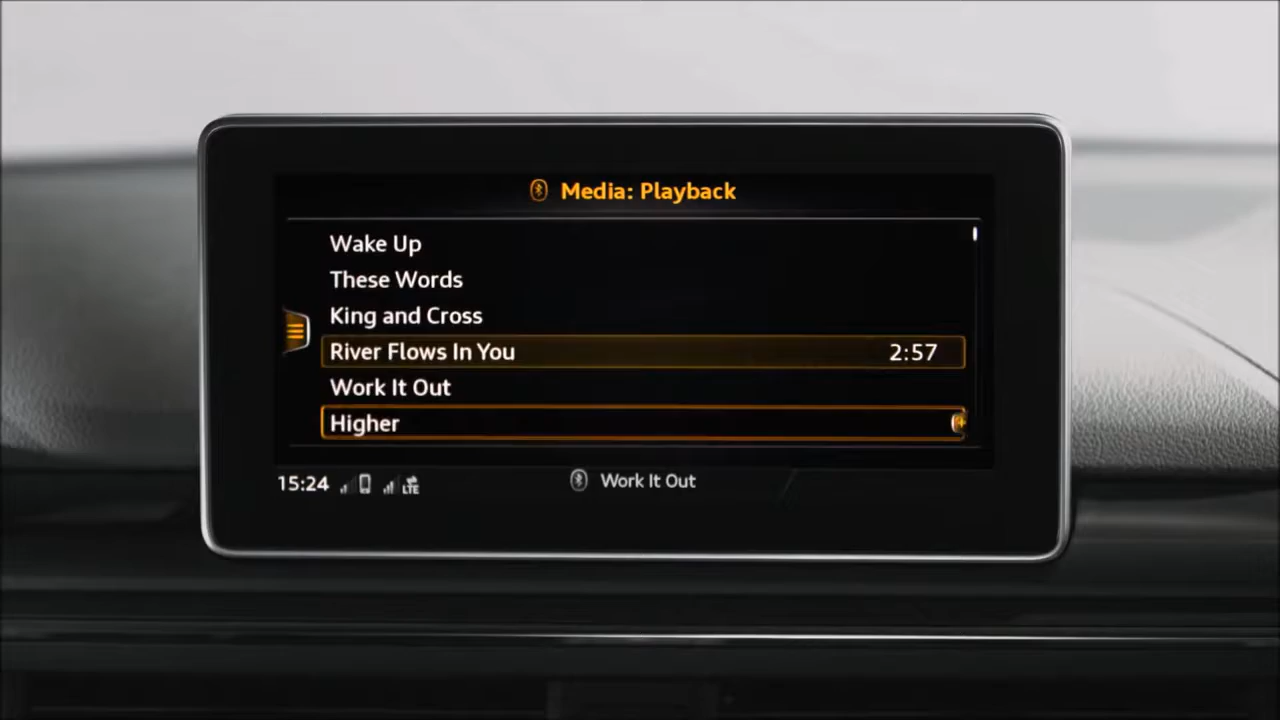 Media: Playback
Wake Up
These Words
King and Cross
River Flows In You 2:57
Work It Out
Higher
15:24 LTE Work It Out